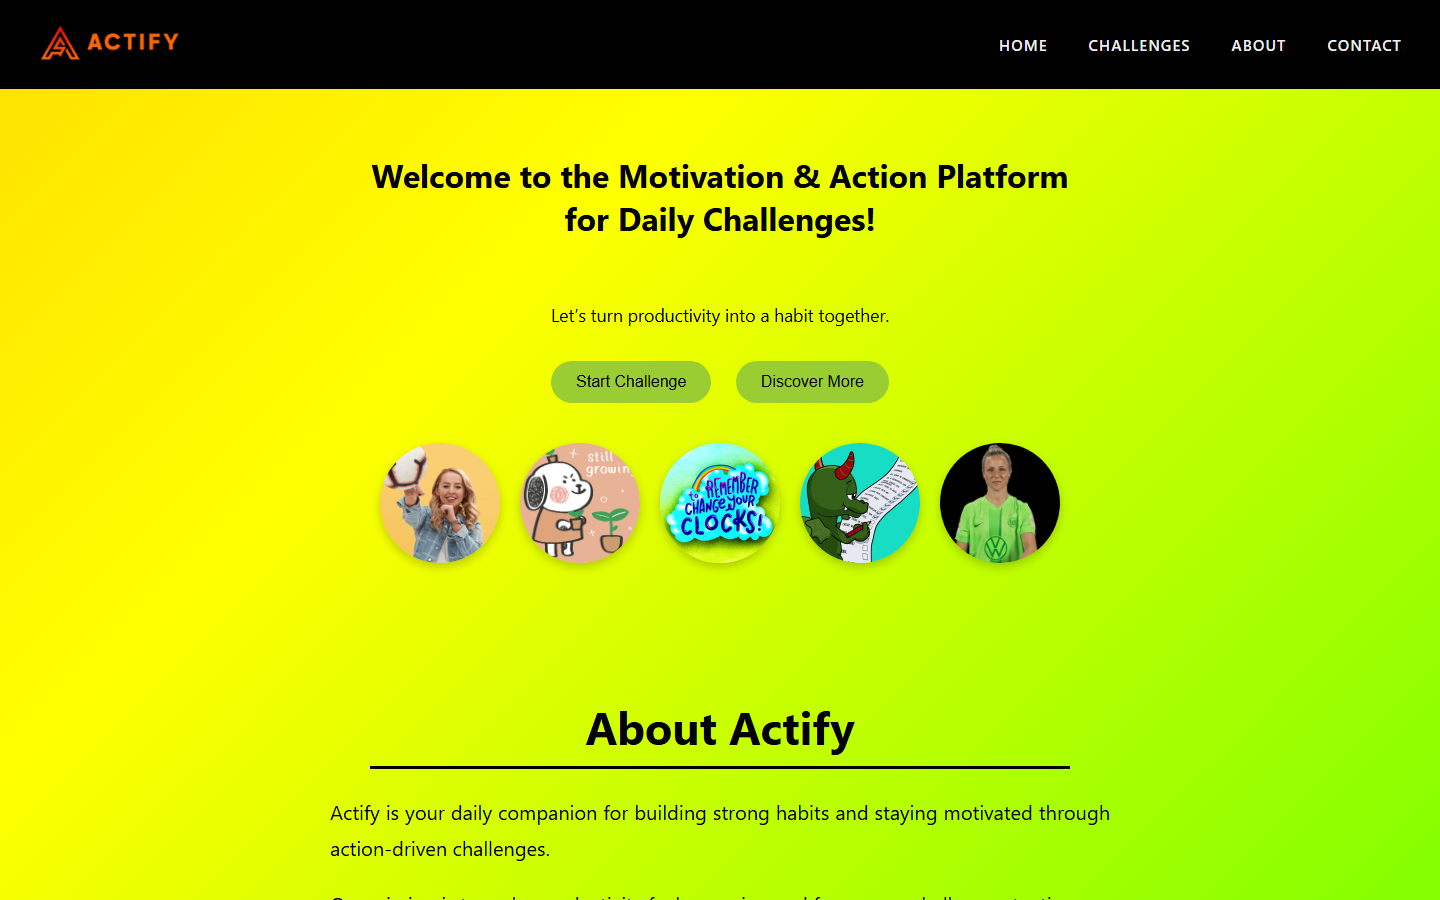 ACTIFY
HOME CHALLENGES ABOUT CONTACT
Welcome to the Motivation & Action Platform
for Daily Challenges!
Let’s turn productivity into a habit together.
Start Challenge Discover More
still
growin
to REMEMBER
CHANGE YOUR
CLOCKS!
About Actify
Actify is your daily companion for building strong habits and staying motivated through
action-driven challenges.